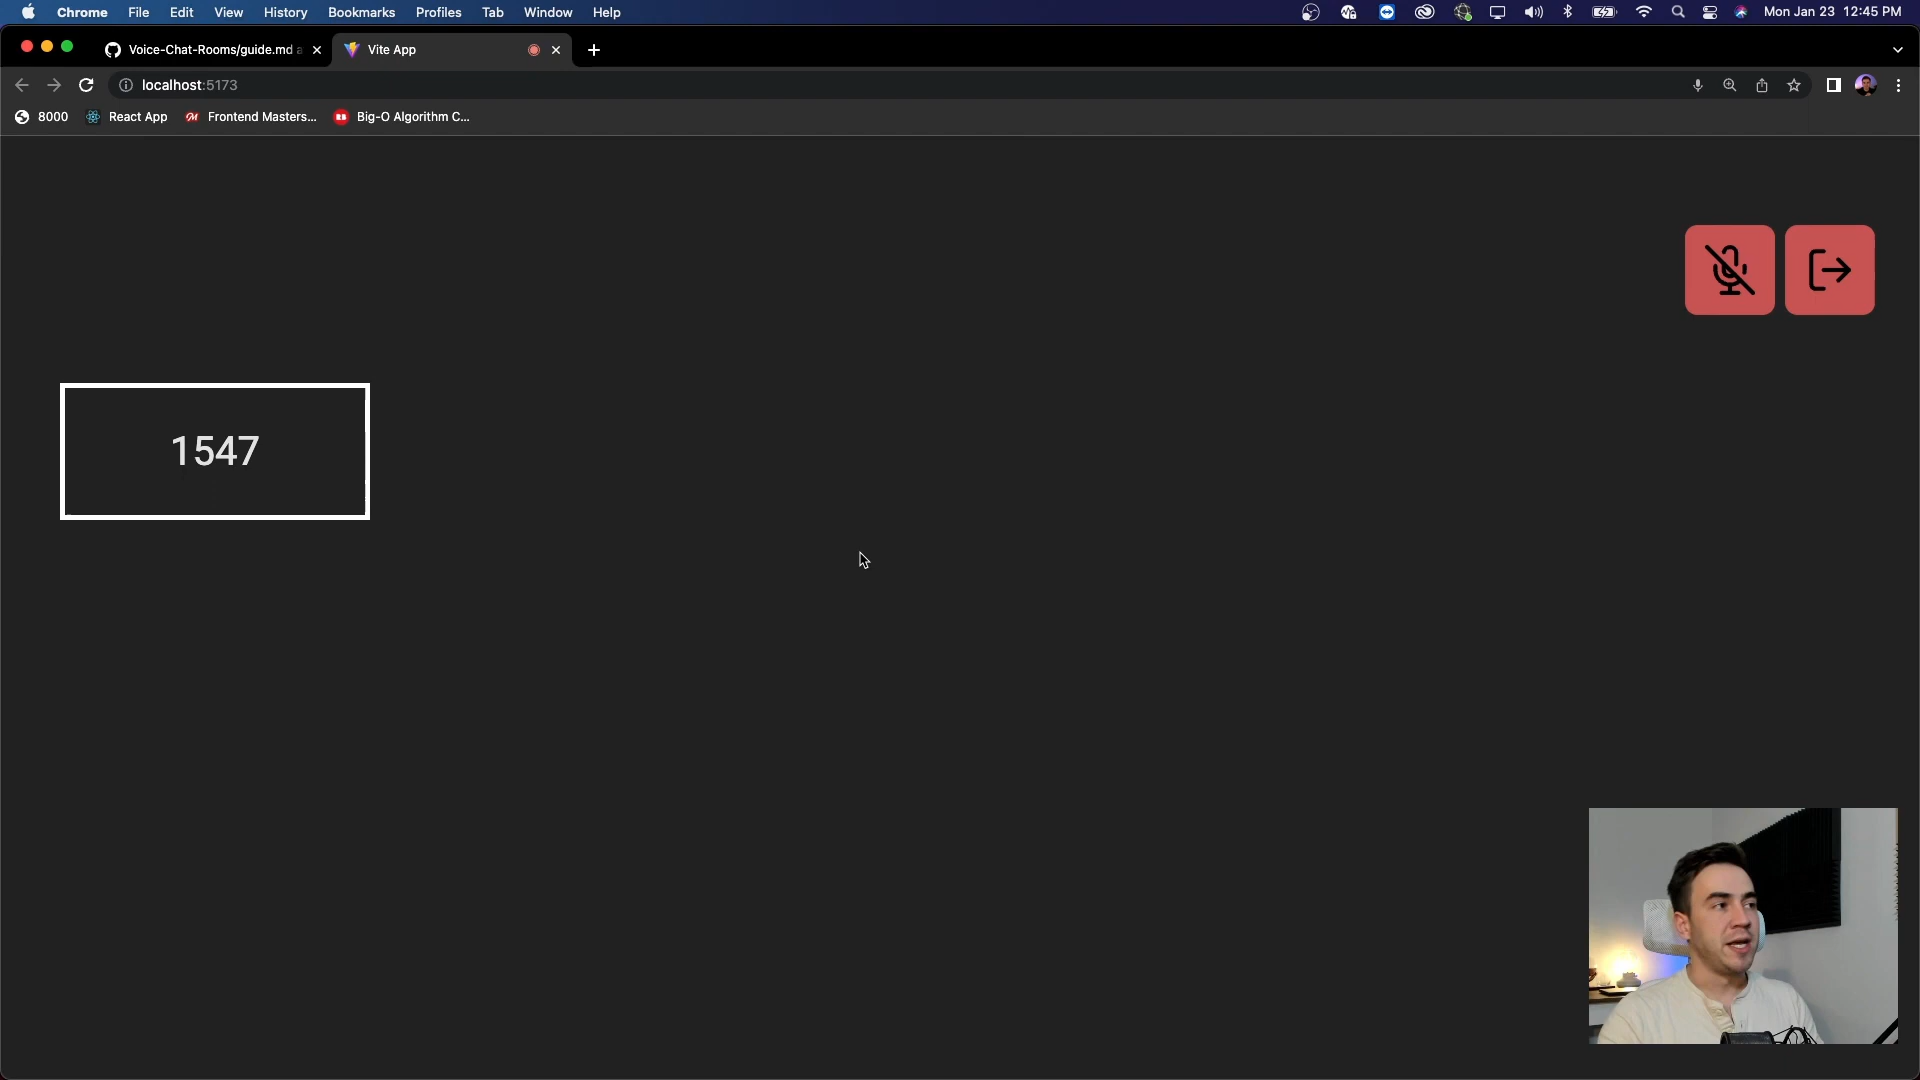 Chrome File Edit View History Bookmarks Profiles Tab Window Help Mon Jan 23 12:45 PM
Voice-Chat-Rooms/guide.md a Vite App
localhost:5173
8000 React App Frontend Masters... Big-O Algorithm C...
1547